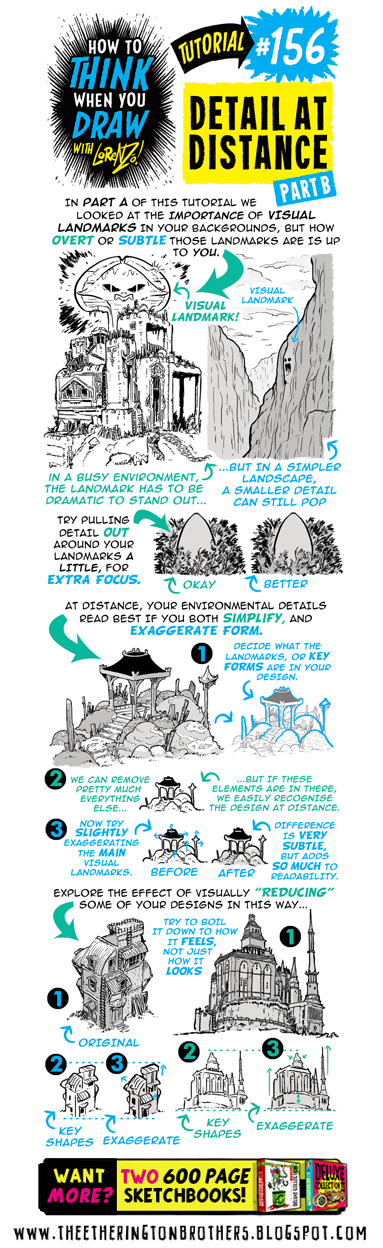 HOW TO
THINK
WHEN YOU
DRAW
WITH LORENZO!
TUTORIAL
#156
DETAIL AT
DISTANCE
PART B
IN PART A OF THIS TUTORIAL WE
LOOKED AT THE IMPORTANCE OF VISUAL
LANDMARKS IN YOUR BACKGROUNDS, BUT HOW
OVERT OR SUBTLE THOSE LANDMARKS ARE IS UP
TO YOU.
VISUAL
LANDMARK!
VISUAL
LANDMARK
IN A BUSY ENVIRONMENT,
THE LANDMARK HAS TO BE
DRAMATIC TO STAND OUT...
...BUT IN A SIMPLER
LANDSCAPE,
A SMALLER DETAIL
CAN STILL POP
TRY PULLING
DETAIL OUT
AROUND YOUR
LANDMARKS A
LITTLE, FOR
EXTRA FOCUS.
OKAY
BETTER
AT DISTANCE, YOUR ENVIRONMENTAL DETAILS
READ BEST IF YOU BOTH SIMPLIFY, AND
EXAGGERATE FORM.
1
DECIDE WHAT THE
LANDMARKS, OR KEY
FORMS ARE IN YOUR
DESIGN.
2
WE CAN REMOVE
PRETTY MUCH
EVERYTHING
ELSE...
...BUT IF THESE
ELEMENTS ARE IN THERE,
WE EASILY RECOGNISE
THE DESIGN AT DISTANCE.
3
NOW TRY
SLIGHTLY
EXAGGERATING
THE MAIN
VISUAL
LANDMARKS.
BEFORE
AFTER
DIFFERENCE
IS VERY
SUBTLE,
BUT ADDS
SO MUCH TO
READABILITY.
EXPLORE THE EFFECT OF VISUALLY "REDUCING"
SOME OF YOUR DESIGNS IN THIS WAY...
TRY TO BOIL
IT DOWN TO HOW
IT FEELS,
NOT JUST
HOW IT
LOOKS
1
ORIGINAL
1
2
KEY
SHAPES
3
EXAGGERATE
2
KEY
SHAPES
3
EXAGGERATE
WANT
MORE?
TWO 600 PAGE
SKETCHBOOKS!
DELUXE
COLLECTION
WWW.THEETHERINGTONBROTHERS.BLOGSPOT.COM